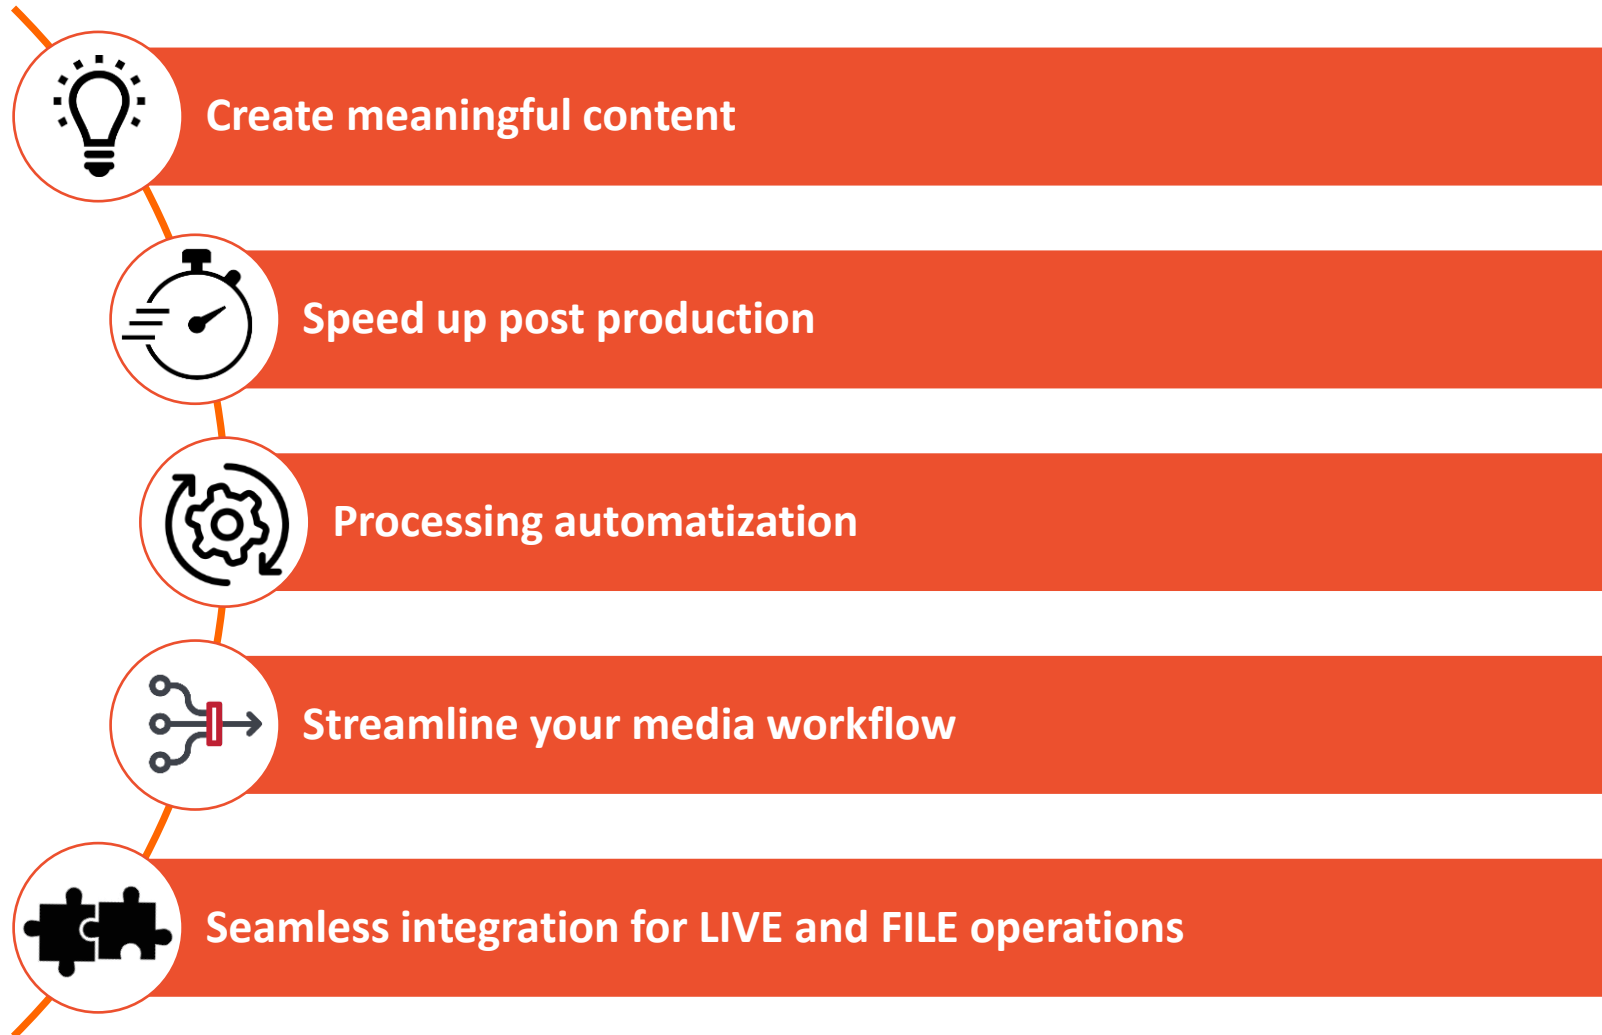 Create meaningful content
Speed up post production
Processing automatization
Streamline your media workflow
Seamless integration for LIVE and FILE operations